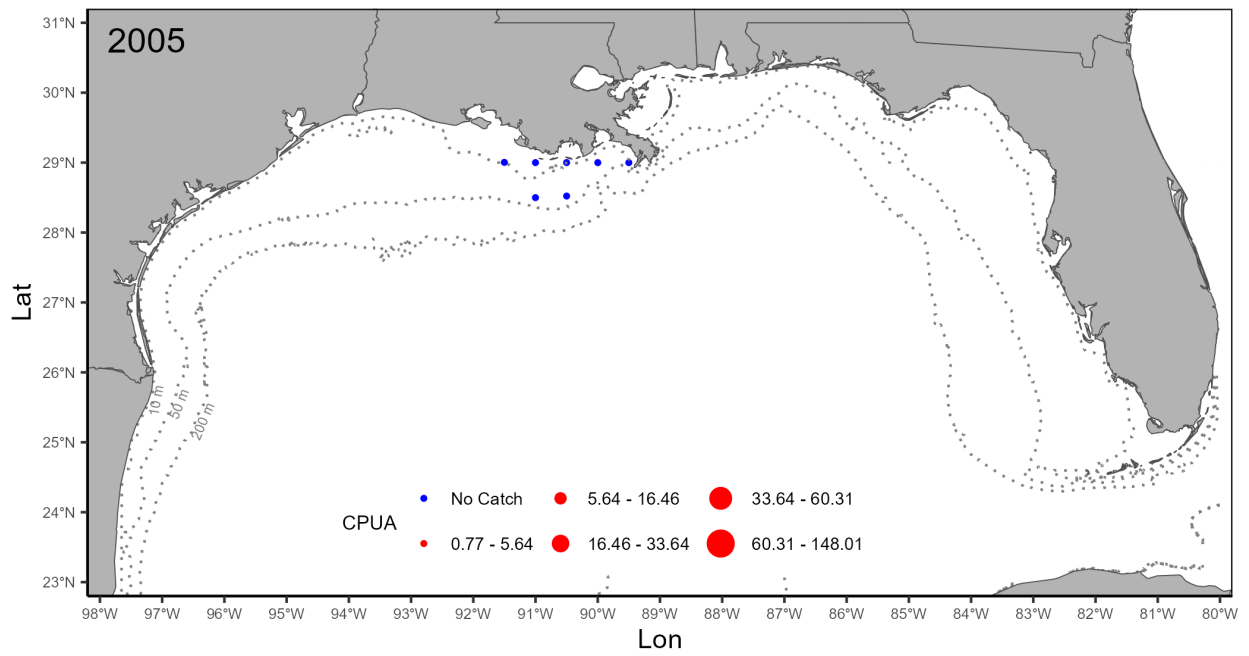 2005
31°N
30°N
29°N
28°N
27°N
26°N
25°N
24°N
23°N
Lat
10 m
50 m
200 m
CPUA
No Catch
5.64 - 16.46
33.64 - 60.31
0.77 - 5.64
16.46 - 33.64
60.31 - 148.01
98°W 97°W 96°W 95°W 94°W 93°W 92°W 91°W 90°W 89°W 88°W 87°W 86°W 85°W 84°W 83°W 82°W 81°W 80°W
Lon